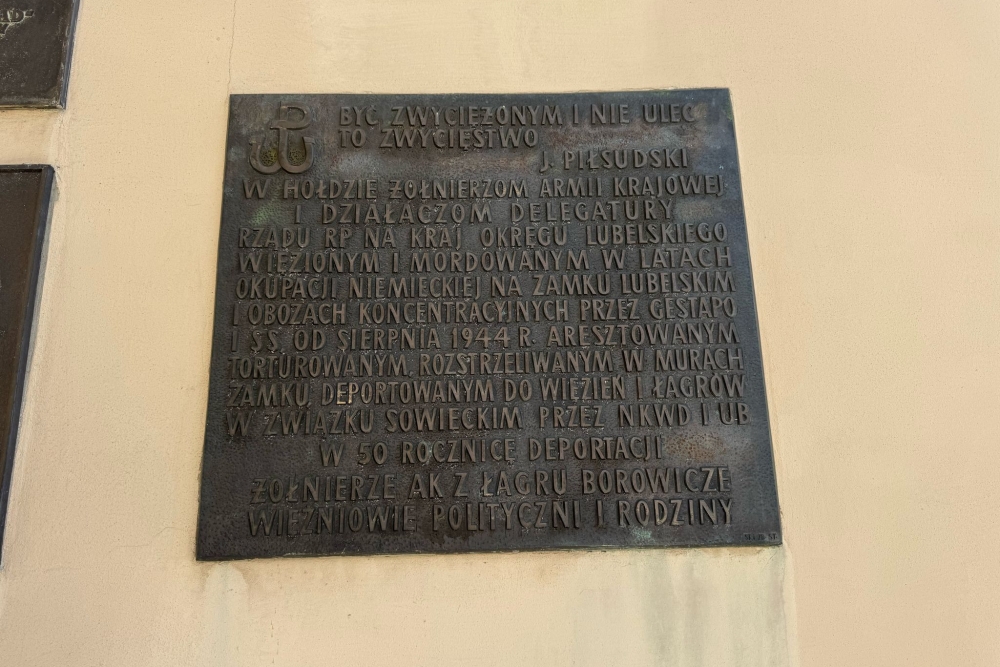 BYĆ ZWYCIĘŻONYM I NIE ULEC
TO ZWYCIĘSTWO
J. PIŁSUDSKI
W HOŁDZIE ŻOŁNIERZOM ARMII KRAJOWEJ
I DZIAŁACZOM DELEGATURY
RZĄDU RP NA KRAJ OKRĘGU LUBELSKIEGO
WIĘZIONYM I MORDOWANYM W LATACH
OKUPACJI NIEMIECKIEJ NA ZAMKU LUBELSKIM
I OBOZACH KONCENTRACYJNYCH PRZEZ GESTAPO
I SS, OD SIERPNIA 1944 R. ARESZTOWANYM
TORTUROWANYM, ROZSTRZELIWANYM W MURACH
ZAMKU, DEPORTOWANYM DO WIĘZIEŃ I ŁAGRÓW
W ZWIĄZKU SOWIECKIM PRZEZ NKWD I UB
W 50 ROCZNICĘ DEPORTACJI
ŻOŁNIERZE AK Z ŁAGRU BOROWICZE
WIĘŹNIOWIE POLITYCZNI I RODZINY